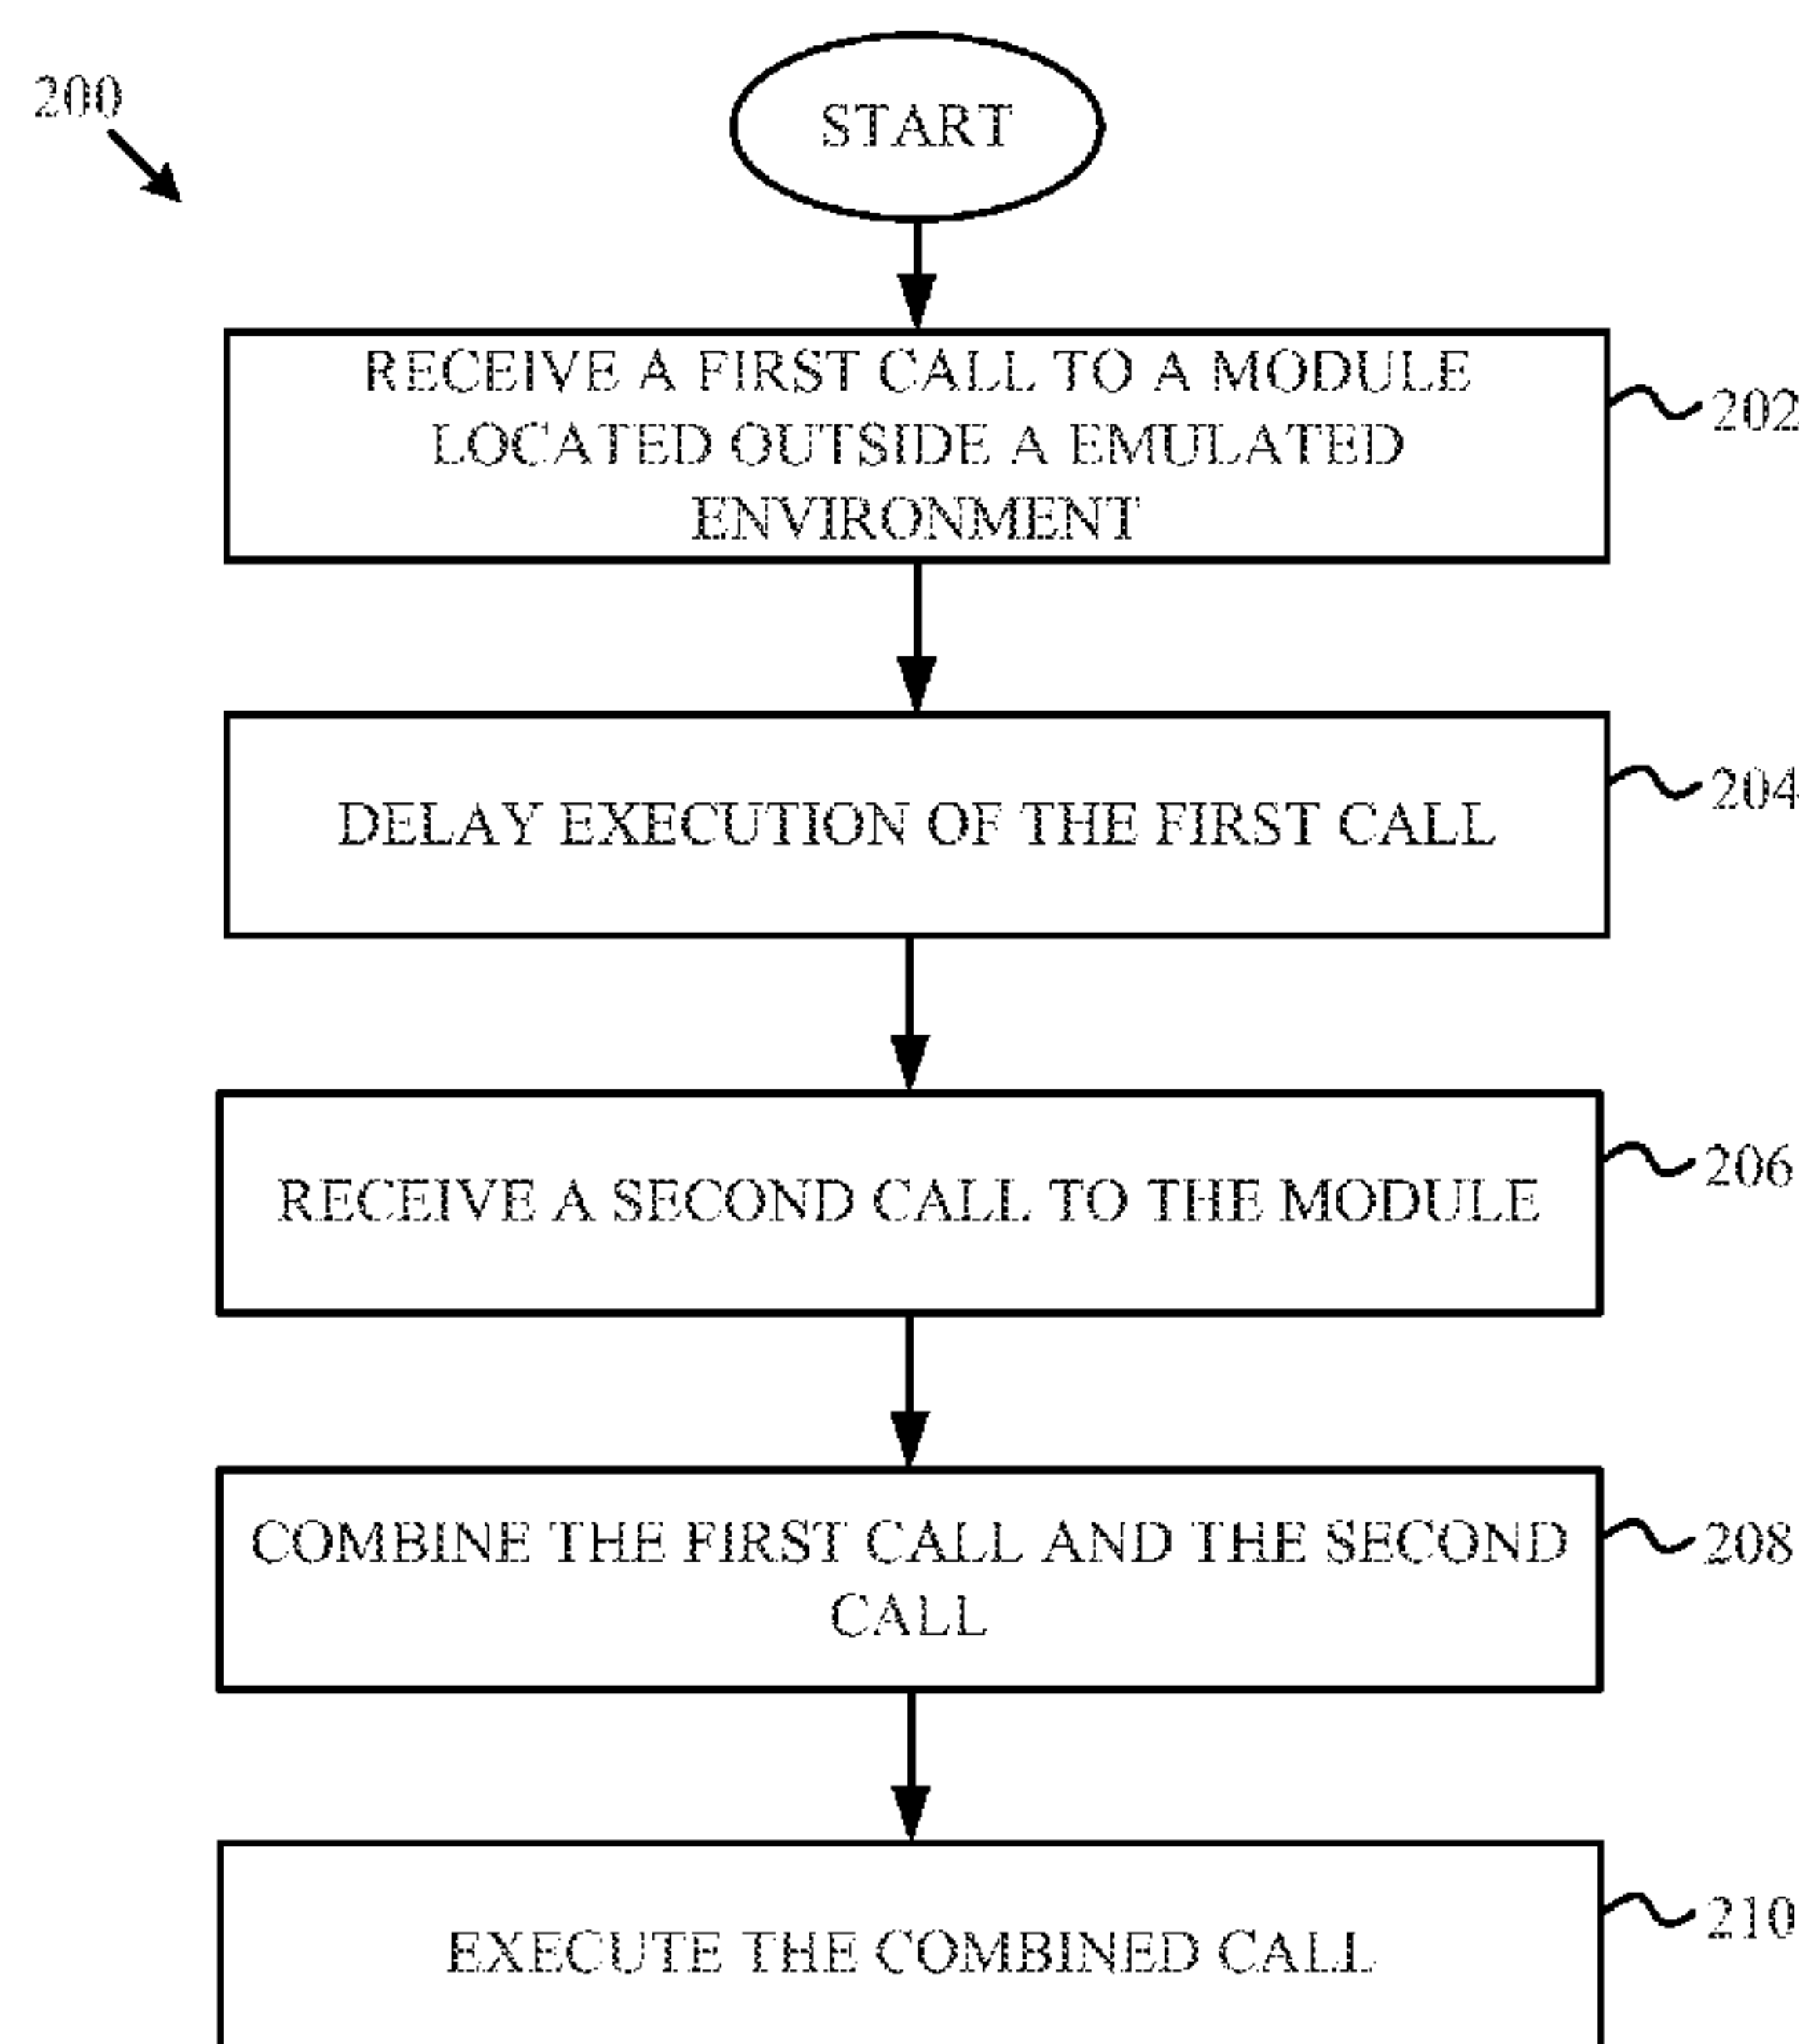 200
START
RECEIVE A FIRST CALL TO A MODULE
LOCATED OUTSIDE A EMULATED
ENVIRONMENT
202
DELAY EXECUTION OF THE FIRST CALL
204
RECEIVE A SECOND CALL TO THE MODULE
206
COMBINE THE FIRST CALL AND THE SECOND
CALL
208
EXECUTE THE COMBINED CALL
210